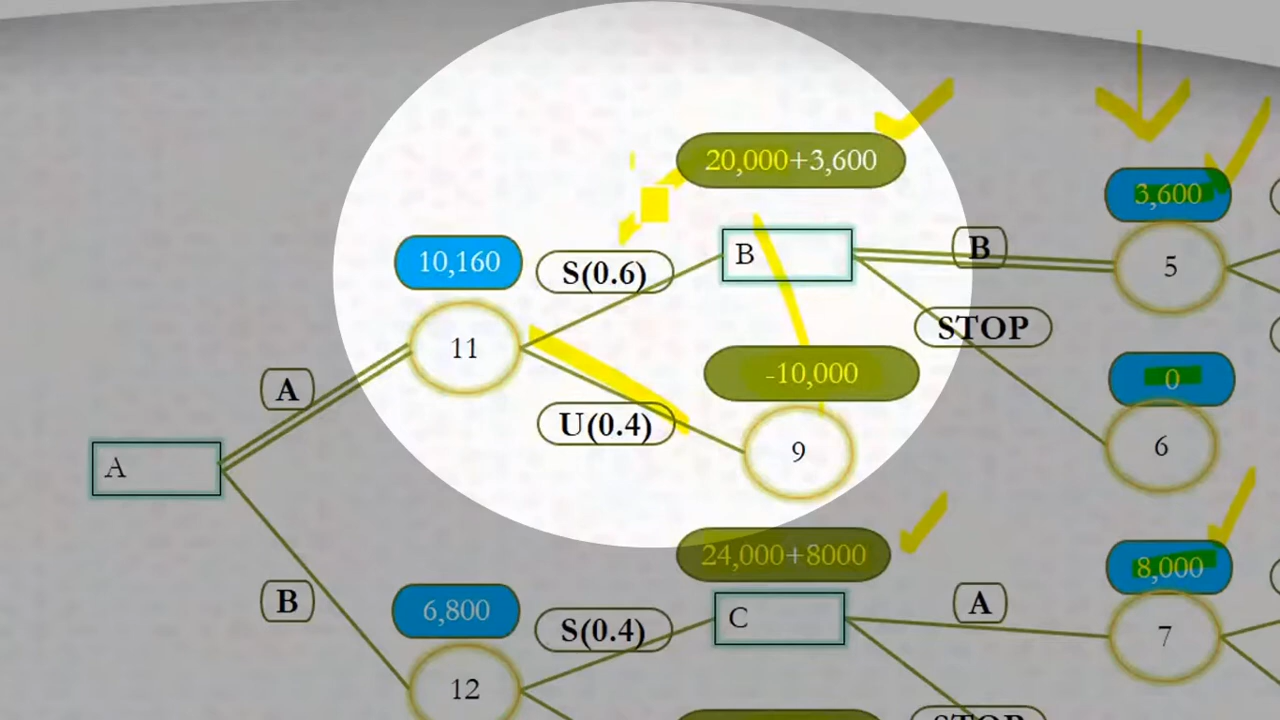 20,000+3,600
3,600
10,160
S(0.6)
B
B
5
11
STOP
-10,000
0
A
U(0.4)
9
6
A
24,000+8000
8,000
B
6,800
S(0.4)
C
A
7
12
STOP